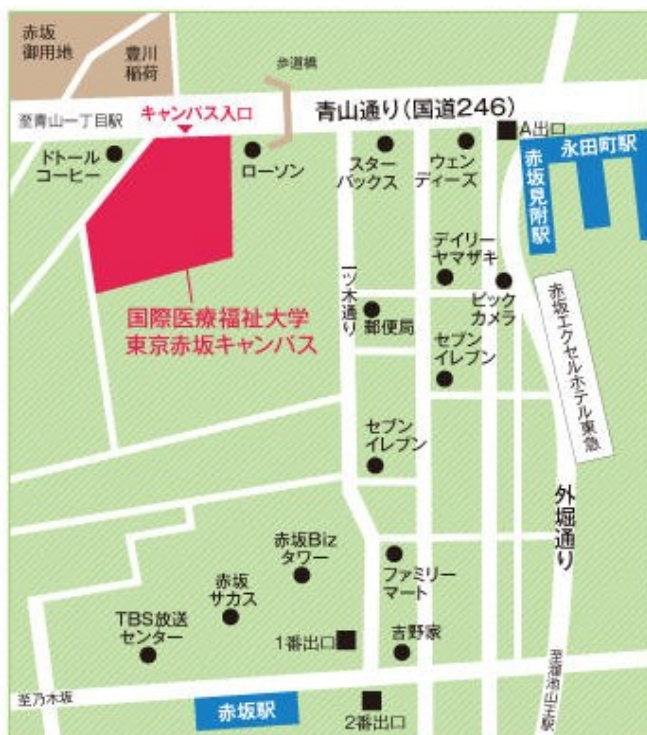 赤坂
御用地
豊川
稲荷
歩道橋
至青山一丁目駅
キャンパス入口
青山通り(国道246)
A出口
永田町駅
赤坂見附駅
ドトール
コーヒー
ローソン
スター
バックス
ウェン
ディーズ
デイリー
ヤマザキ
一ツ木通り
郵便局
ビック
カメラ
赤坂エクセルホテル東急
国際医療福祉大学
東京赤坂キャンパス
セブン
イレブン
セブン
イレブン
外堀通り
赤坂Biz
タワー
ファミリー
マート
赤坂
サカス
TBS放送
センター
1番出口
吉野家
至溜池山王駅
至乃木坂
赤坂駅
2番出口